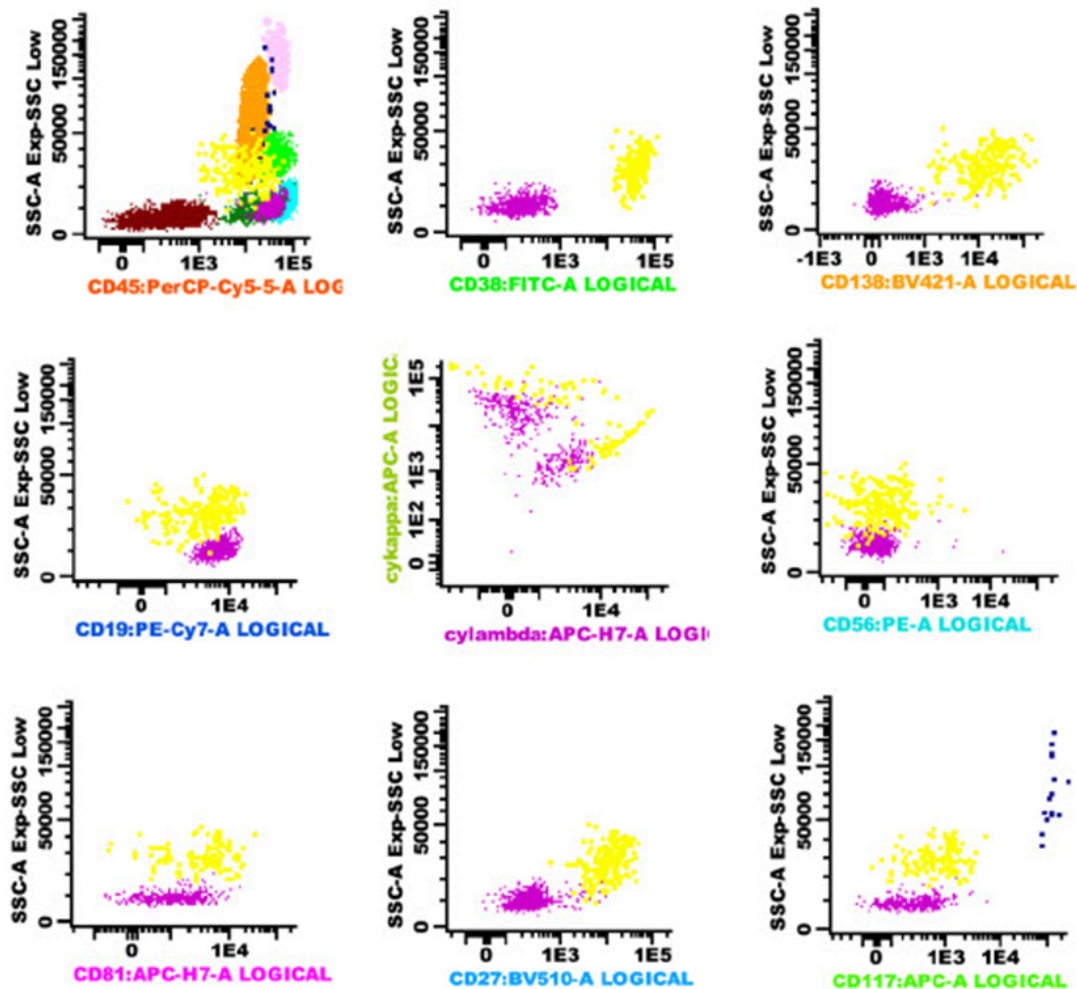 SSC-A Exp-SSC Low
150000
50000
0
0
1E3
1E5
CD45:PerCP-Cy5-5-A LOG
SSC-A Exp-SSC Low
150000
50000
0
0
1E3
1E5
CD38:FITC-A LOGICAL
SSC-A Exp-SSC Low
150000
50000
0
-1E3
0
1E3
1E4
CD138:BV421-A LOGICAL
SSC-A Exp-SSC Low
150000
50000
0
0
1E4
CD19:PE-Cy7-A LOGICAL
cykappa:APC-A LOGIC
1E5
1E3
1E2
0
0
1E4
cylambda:APC-H7-A LOGI
SSC-A Exp-SSC Low
150000
50000
0
0
1E3
1E4
CD56:PE-A LOGICAL
SSC-A Exp-SSC Low
150000
50000
0
0
1E4
CD81:APC-H7-A LOGICAL
SSC-A Exp-SSC Low
150000
50000
0
0
1E3
1E5
CD27:BV510-A LOGICAL
SSC-A Exp-SSC Low
150000
50000
0
0
1E3
1E4
CD117:APC-A LOGICAL